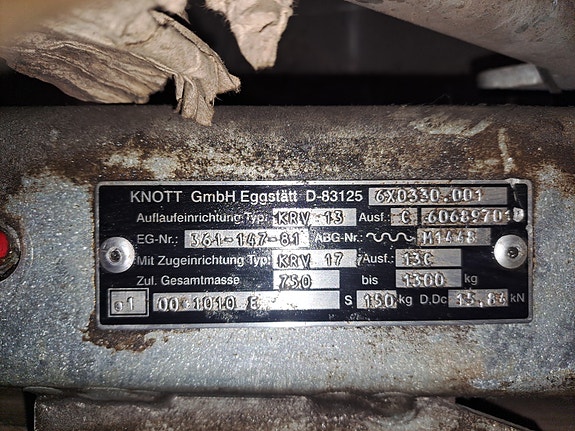 KNOTT GmbH Eggstätt D-83125 6X0330.001
Auflaufeinrichtung Typ: KRV 13 Ausf.: C
EG-Nr.: 361-147-81 ABG-Nr.: M1448
Mit Zugeinrichtung Typ: KRV 17 Ausf.: 13C
Zul. Gesamtmasse 750 bis 1300 kg
e1 00-1010 E S 150 kg D.Dc 15,84 kN